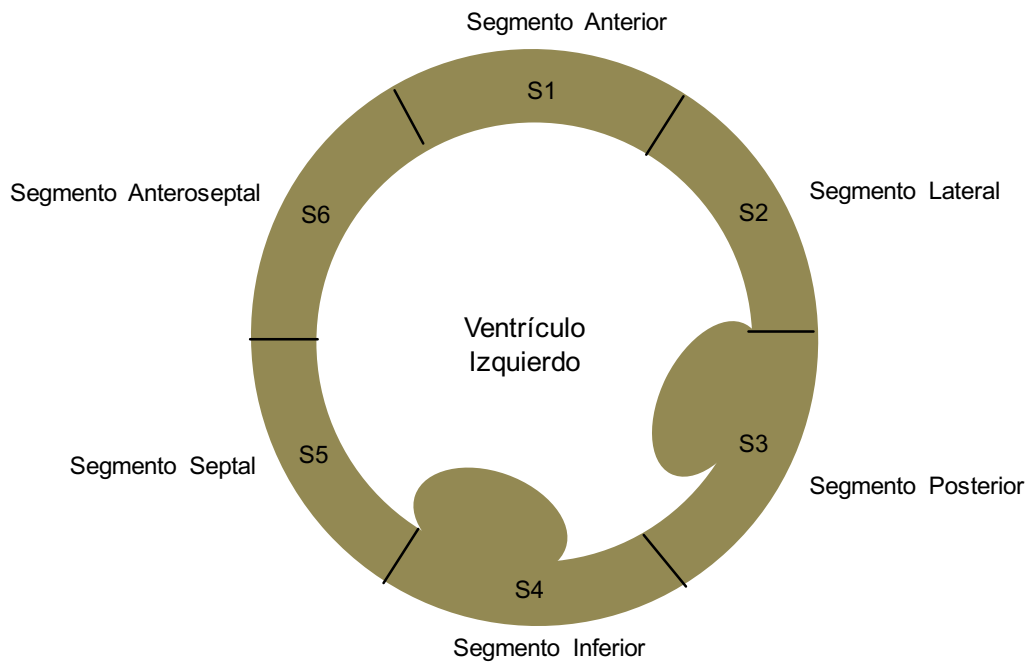 Segmento Anterior
S1
Segmento Anteroseptal
S6
S2
Segmento Lateral
Ventrículo
Izquierdo
Segmento Septal
S5
S3
Segmento Posterior
S4
Segmento Inferior